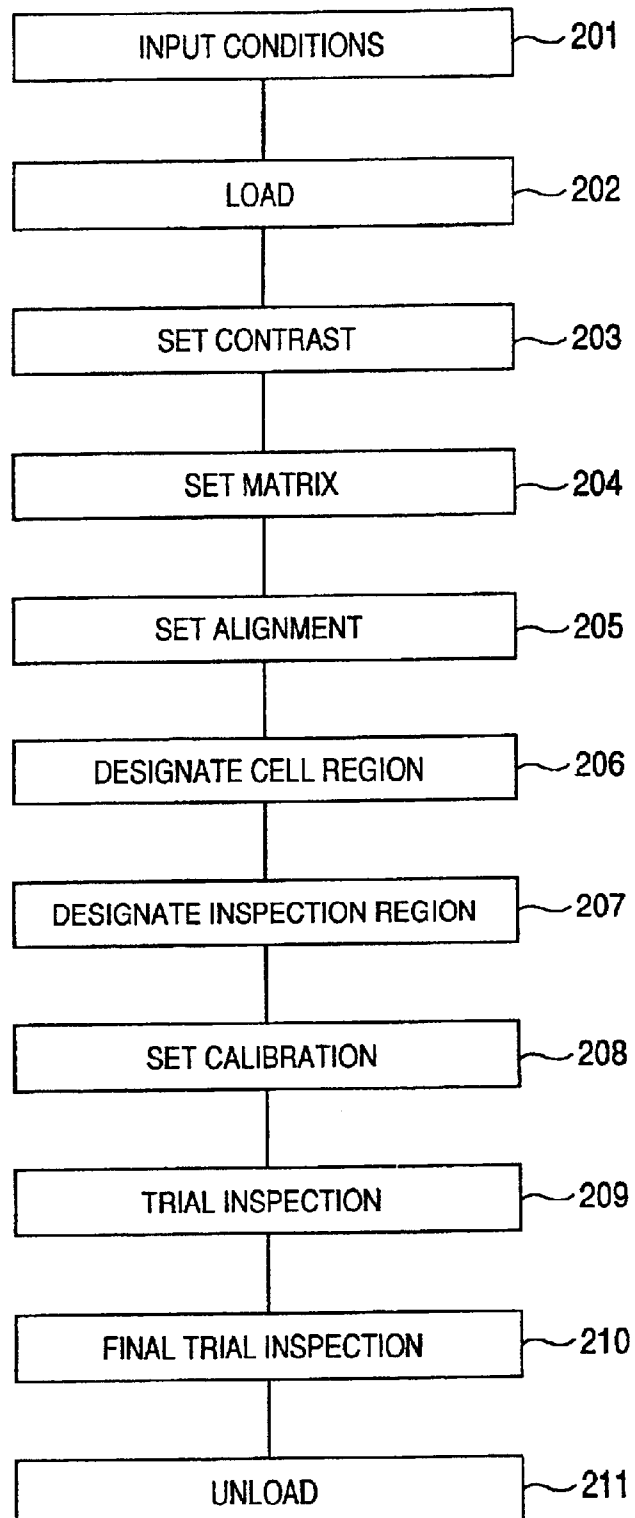 INPUT CONDITIONS 201
LOAD 202
SET CONTRAST 203
SET MATRIX 204
SET ALIGNMENT 205
DESIGNATE CELL REGION 206
DESIGNATE INSPECTION REGION 207
SET CALIBRATION 208
TRIAL INSPECTION 209
FINAL TRIAL INSPECTION 210
UNLOAD 211